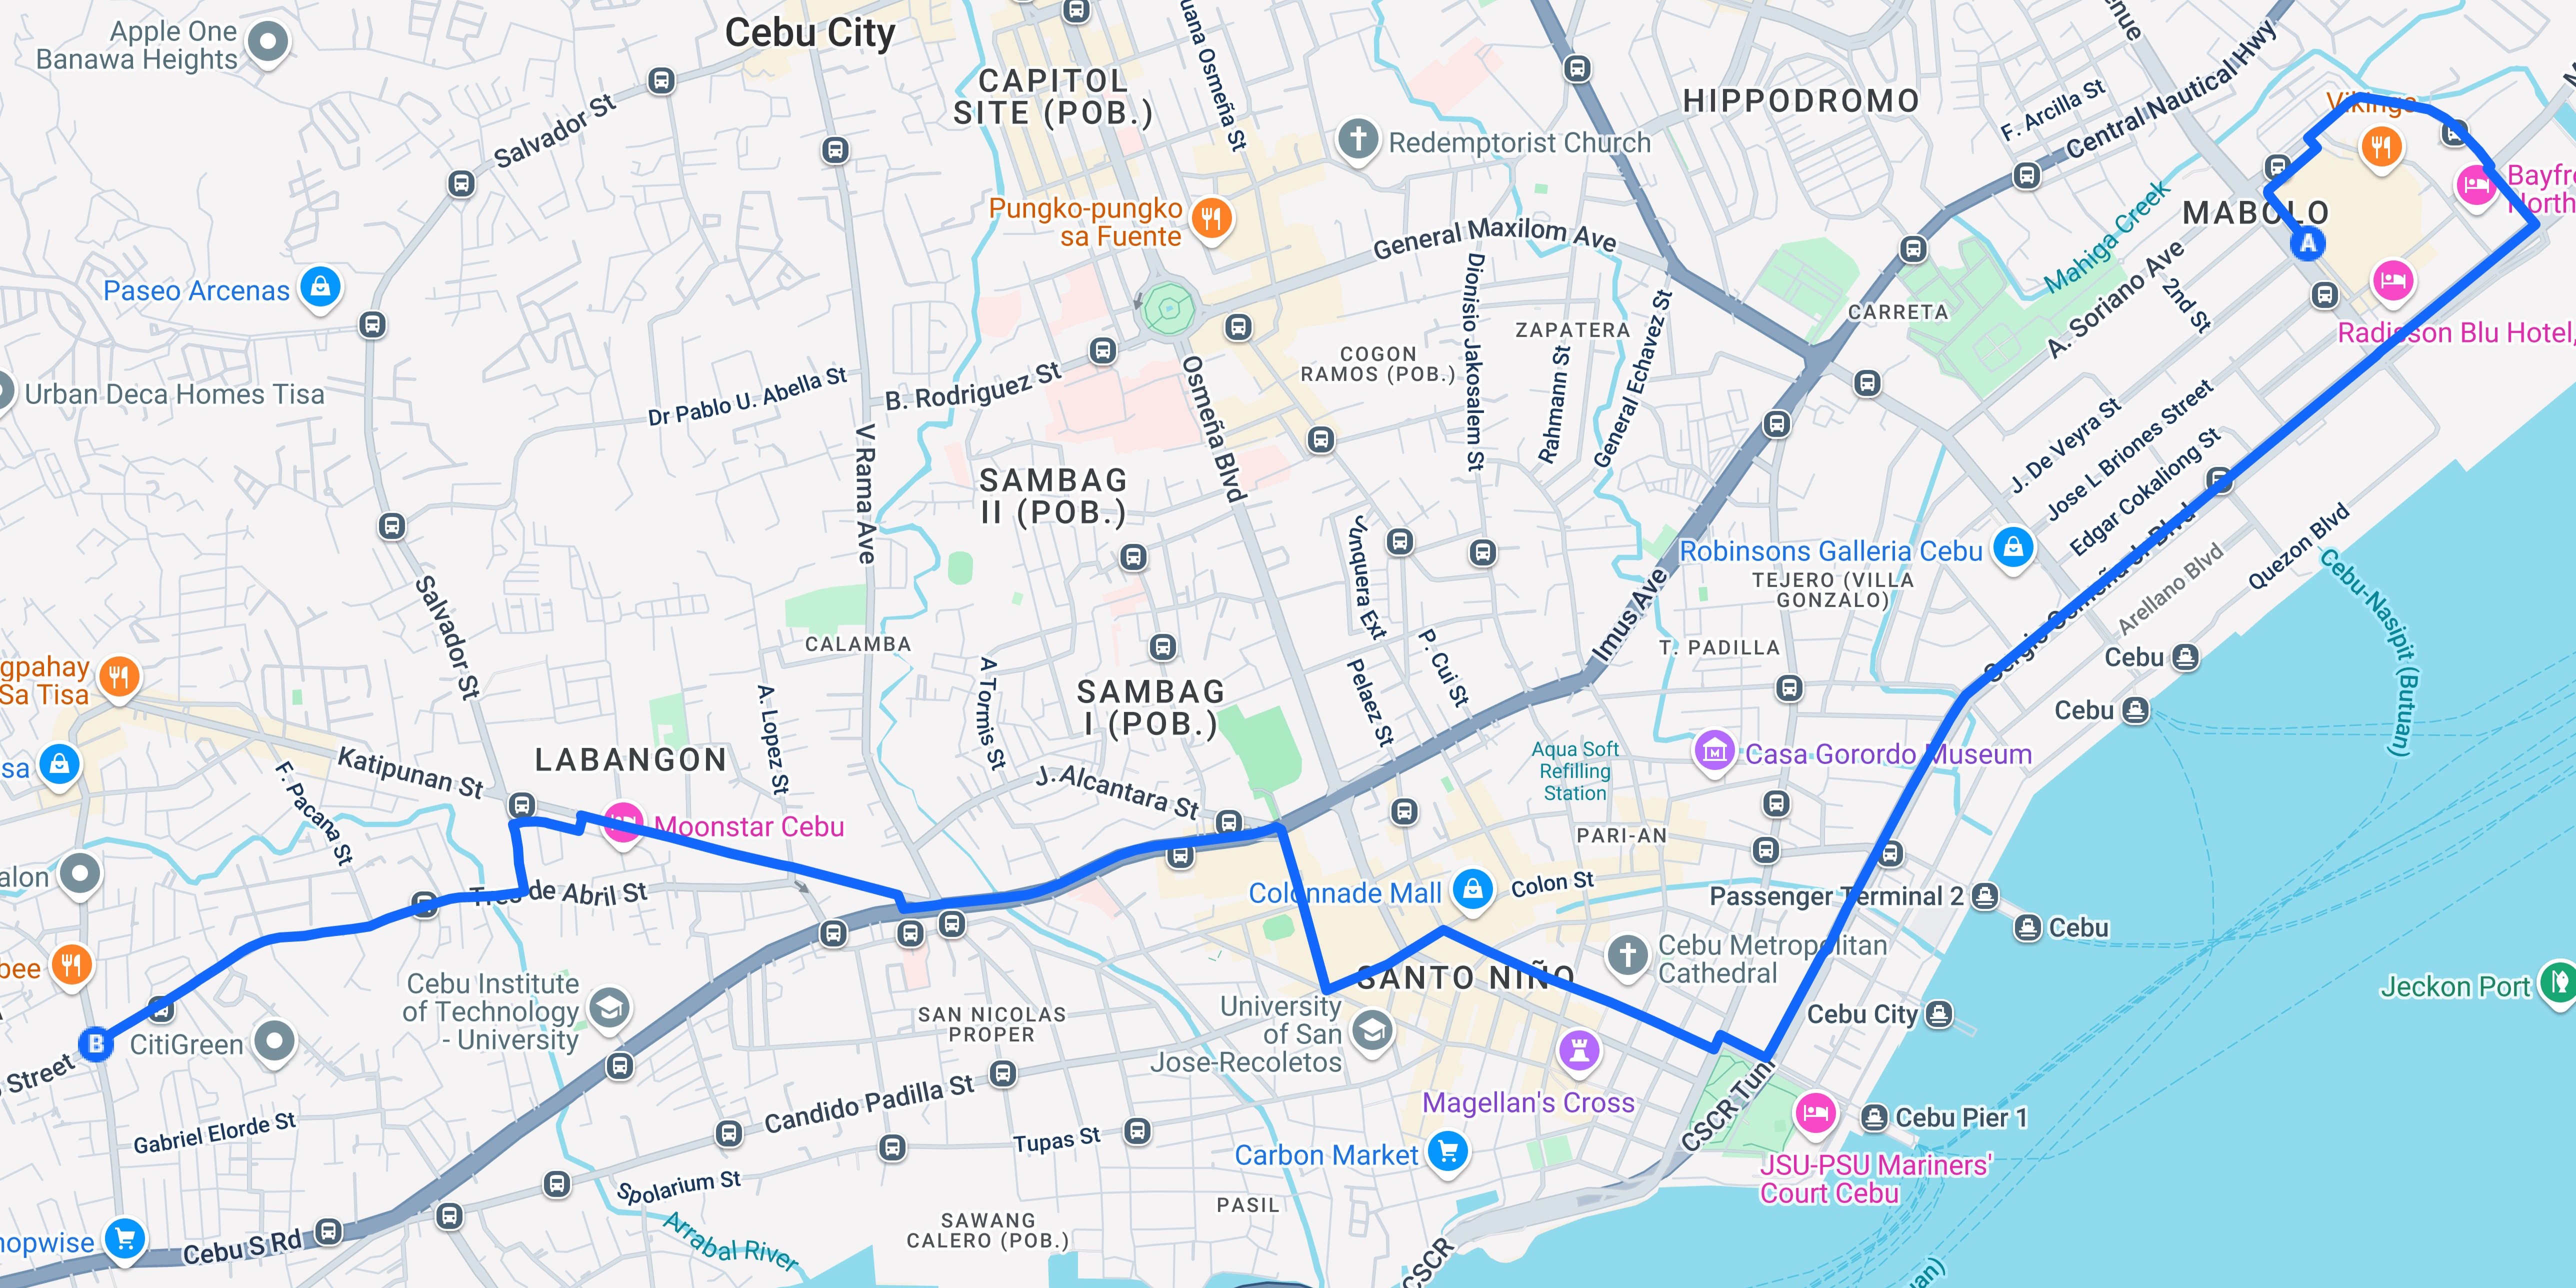 Apple One
Banawa Heights
Cebu City
CAPITOL
SITE (POB.)
Salvador St
Redemptorist Church
HIPPODROMO
F. Arcilla St
Central Nautical Hwy
Vikings
MABOLO
A
Mahiga Creek
Pungko-pungko
sa Fuente
General Maxilom Ave
Paseo Arcenas
Urban Deca Homes Tisa
Dr Pablo U. Abella St
B. Rodriguez St
Osmeña Blvd
V Rama Ave
COGON
RAMOS (POB.)
Dionisio Jakosalem St
ZAPATERA
Rahmann St
General Echavez St
CARRETA
A. Soriano Ave
2nd St
Radisson Blu Hotel,
J. De Veyra St
Jose L Briones Street
Edgar Cokaliong St
Sergio Osmeña Jr. Blvd
Arellano Blvd
Quezon Blvd
Cebu-Nasipit (Butuan)
SAMBAG
II (POB.)
Junquera Ext
Robinsons Galleria Cebu
TEJERO (VILLA
GONZALO)
Imus Ave
T. PADILLA
Cebu
Cebu
Salvador St
CALAMBA
A Tormis St
A. Lopez St
SAMBAG
I (POB.)
P. Cui St
Pelaez St
Sa Tisa
Katipunan St
LABANGON
F. Pacana St
Moonstar Cebu
J. Alcantara St
Aqua Soft
Refilling
Station
Casa Gorordo Museum
PARI-AN
Colonnade Mall
Colon St
Passenger Terminal 2
Cebu
Tres de Abril St
Cebu Institute
of Technology
- University
SANTO NIÑO
Cebu Metropolitan
Cathedral
Jeckon Port
Cebu City
SAN NICOLAS
PROPER
University
of San
Jose-Recoletos
B
CitiGreen
Street
Magellan's Cross
CSCR Tun
Cebu Pier 1
Gabriel Elorde St
Candido Padilla St
Tupas St
Carbon Market
JSU-PSU Mariners'
Court Cebu
Spolarium St
PASIL
SAWANG
CALERO (POB.)
Arrabal River
Cebu S Rd
CSCR